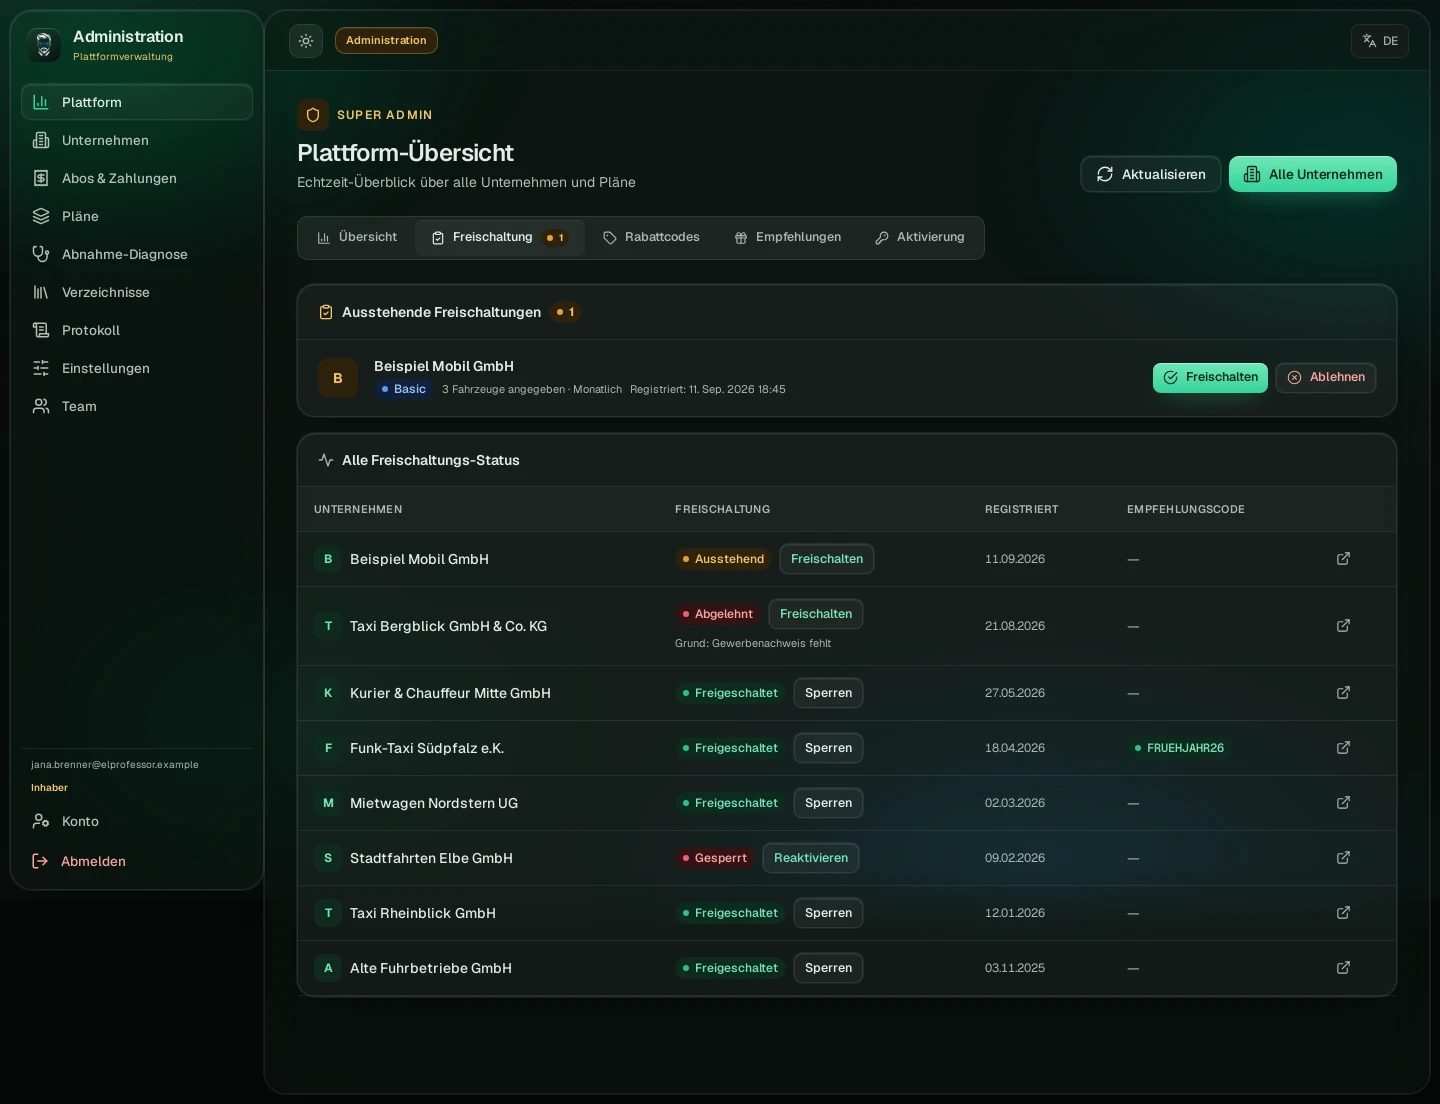 Administration
Plattformverwaltung
Plattform
Unternehmen
Abos & Zahlungen
Pläne
Abnahme-Diagnose
Verzeichnisse
Protokoll
Einstellungen
Team
jana.brenner@elprofessor.example
Inhaber
Konto
Abmelden
Administration
DE
SUPER ADMIN
Plattform-Übersicht
Echtzeit-Überblick über alle Unternehmen und Pläne
Aktualisieren
Alle Unternehmen
Übersicht Freischaltung 1 Rabattcodes Empfehlungen Aktivierung
Ausstehende Freischaltungen 1
B
Beispiel Mobil GmbH
Basic 3 Fahrzeuge angegeben · Monatlich Registriert: 11. Sep. 2026 18:45
Freischalten Ablehnen
Alle Freischaltungs-Status
UNTERNEHMEN FREISCHALTUNG REGISTRIERT EMPFEHLUNGSCODE
B Beispiel Mobil GmbH Ausstehend Freischalten 11.09.2026 —
T Taxi Bergblick GmbH & Co. KG Abgelehnt Freischalten 21.08.2026 —
Grund: Gewerbenachweis fehlt
K Kurier & Chauffeur Mitte GmbH Freigeschaltet Sperren 27.05.2026 —
F Funk-Taxi Südpfalz e.K. Freigeschaltet Sperren 18.04.2026 FRUEHJAHR26
M Mietwagen Nordstern UG Freigeschaltet Sperren 02.03.2026 —
S Stadtfahrten Elbe GmbH Gesperrt Reaktivieren 09.02.2026 —
T Taxi Rheinblick GmbH Freigeschaltet Sperren 12.01.2026 —
A Alte Fuhrbetriebe GmbH Freigeschaltet Sperren 03.11.2025 —